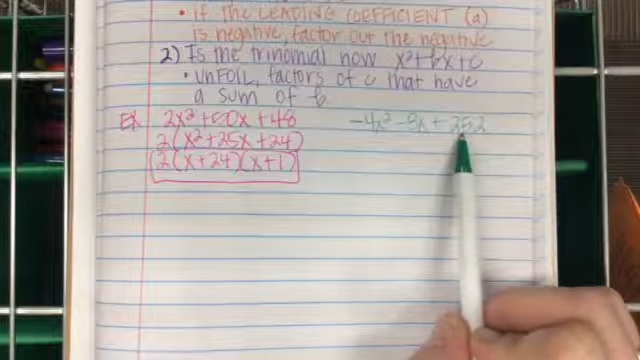 • if the LEADING COEFFICIENT (a)
is negative, factor out the negative
2) Is the trinomial now x²+bx+c
• UNFOIL, factors of c that have
a sum of b
EX 2x²+50x+48 -4x²-8x+252
2(x²+25x+24)
2(x+24)(x+1)